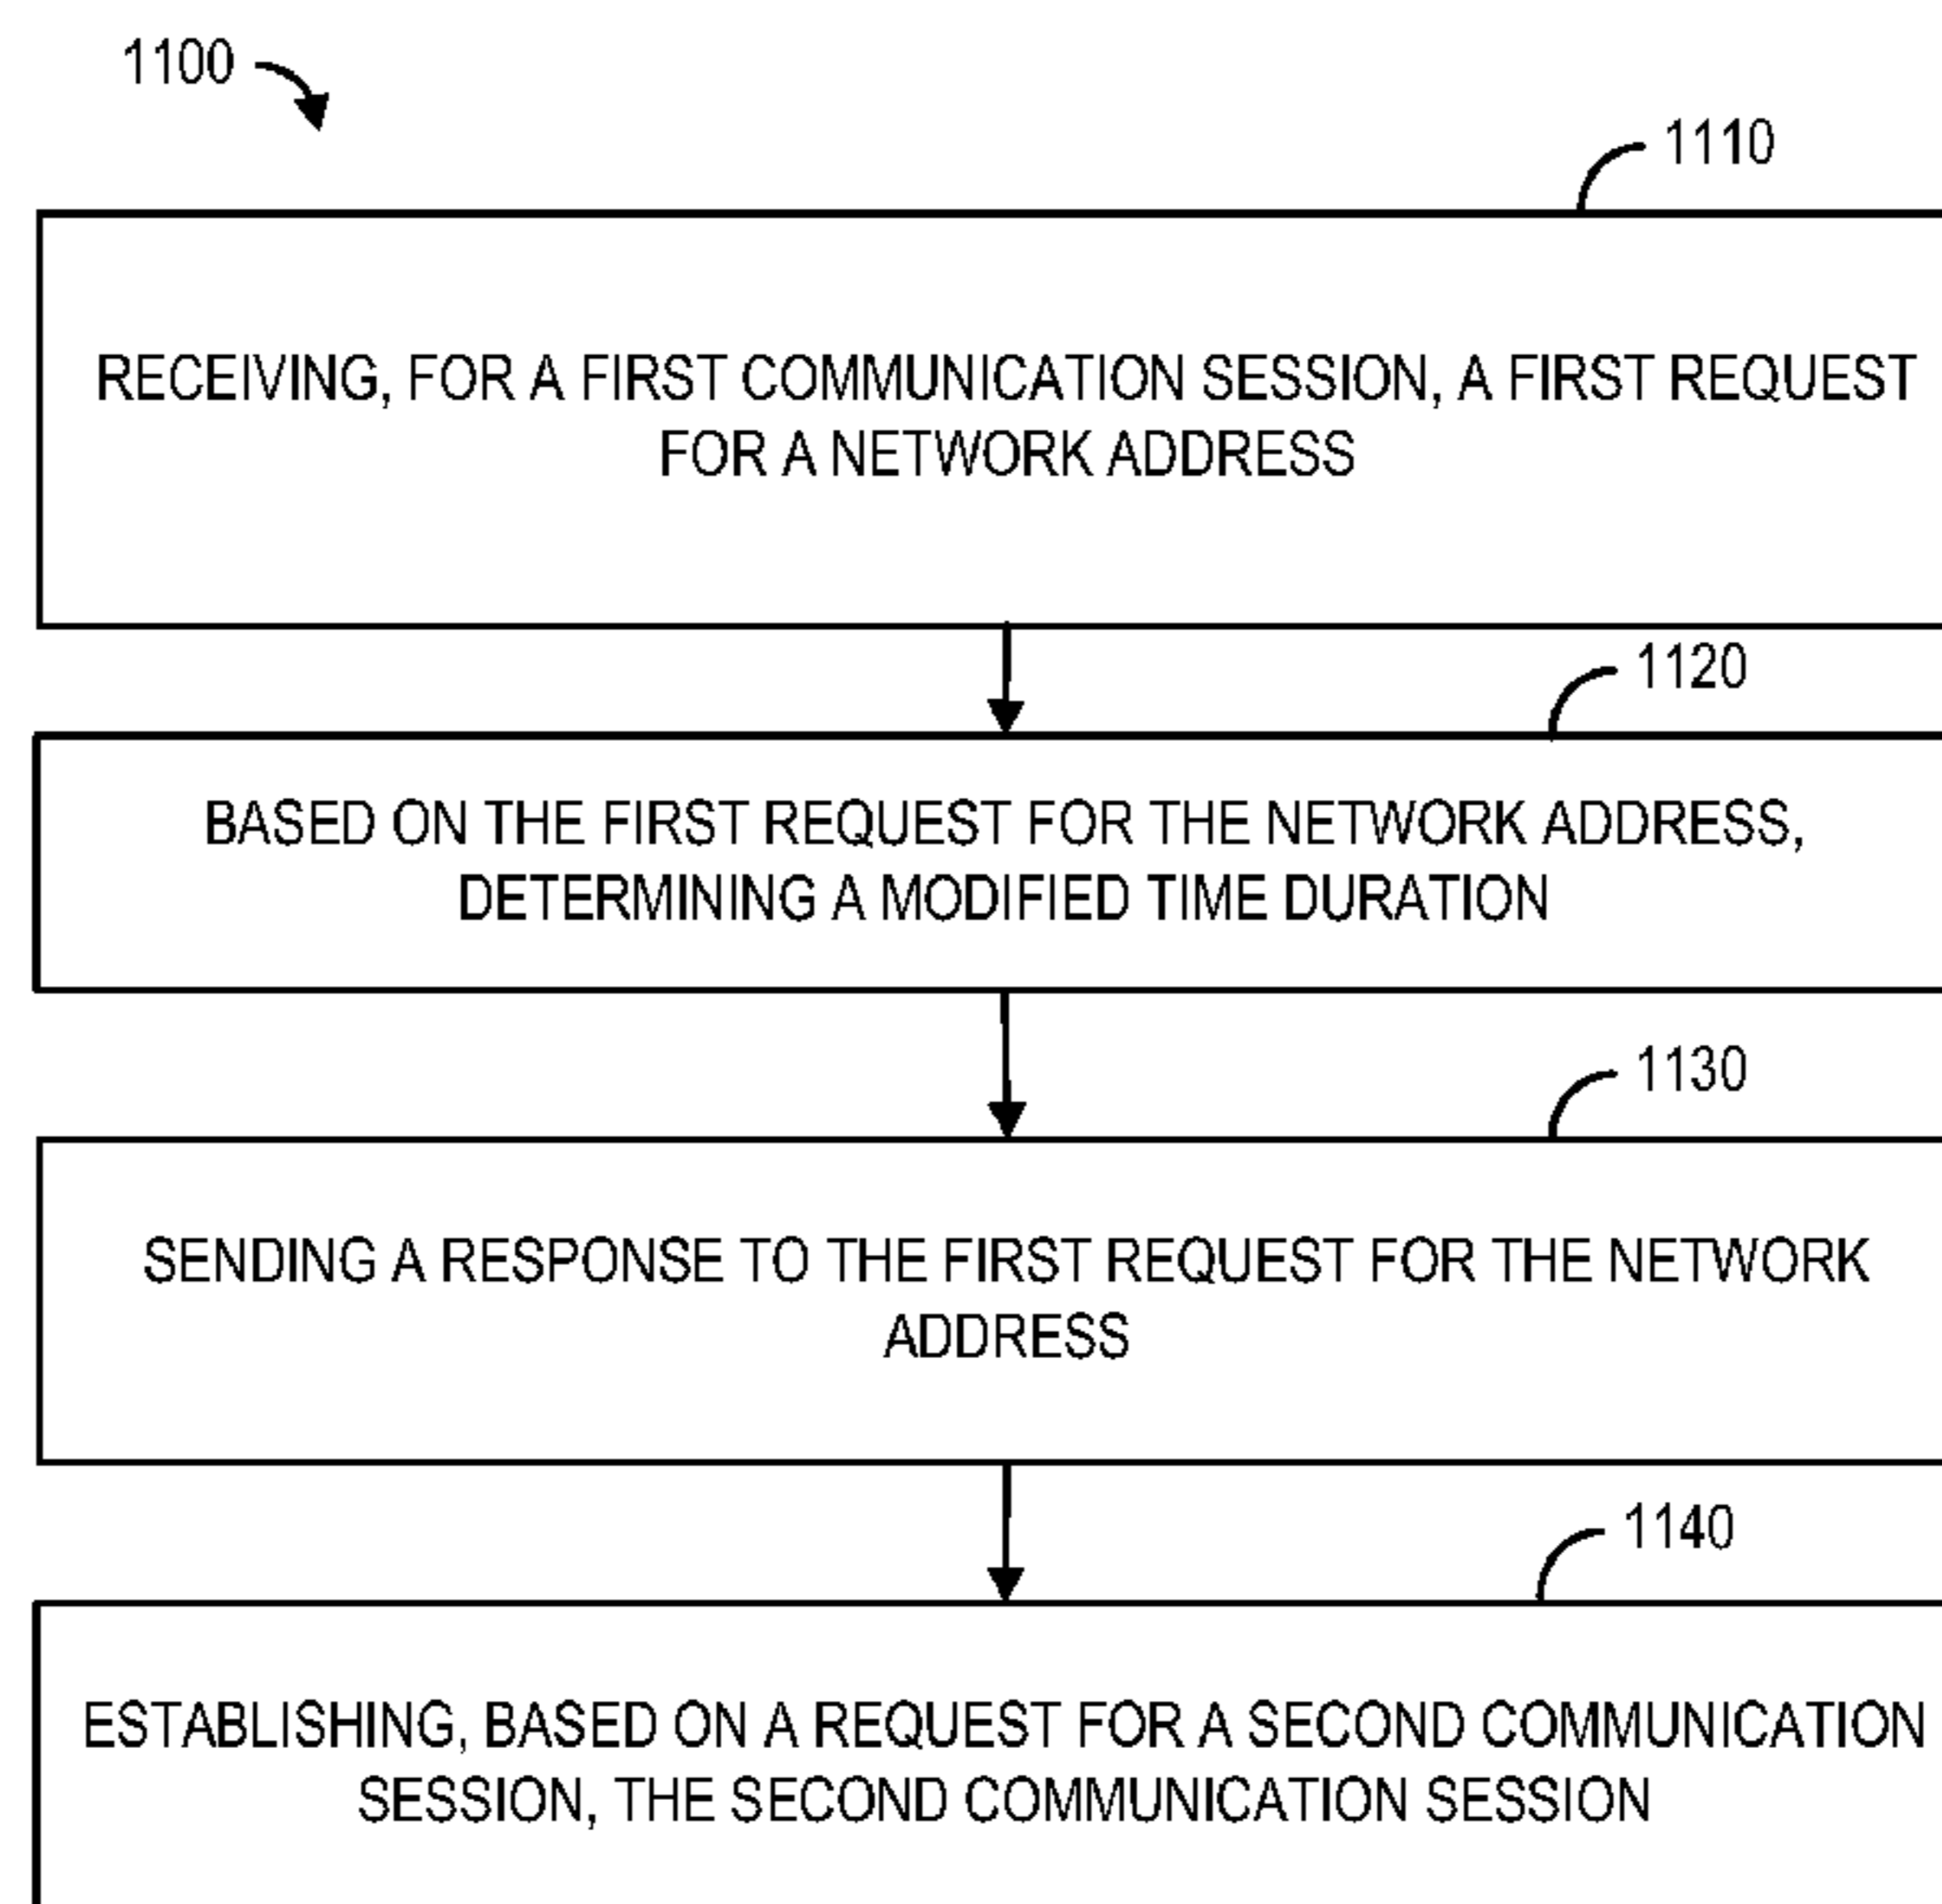 1100
1110
RECEIVING, FOR A FIRST COMMUNICATION SESSION, A FIRST REQUEST
FOR A NETWORK ADDRESS
1120
BASED ON THE FIRST REQUEST FOR THE NETWORK ADDRESS,
DETERMINING A MODIFIED TIME DURATION
1130
SENDING A RESPONSE TO THE FIRST REQUEST FOR THE NETWORK
ADDRESS
1140
ESTABLISHING, BASED ON A REQUEST FOR A SECOND COMMUNICATION
SESSION, THE SECOND COMMUNICATION SESSION